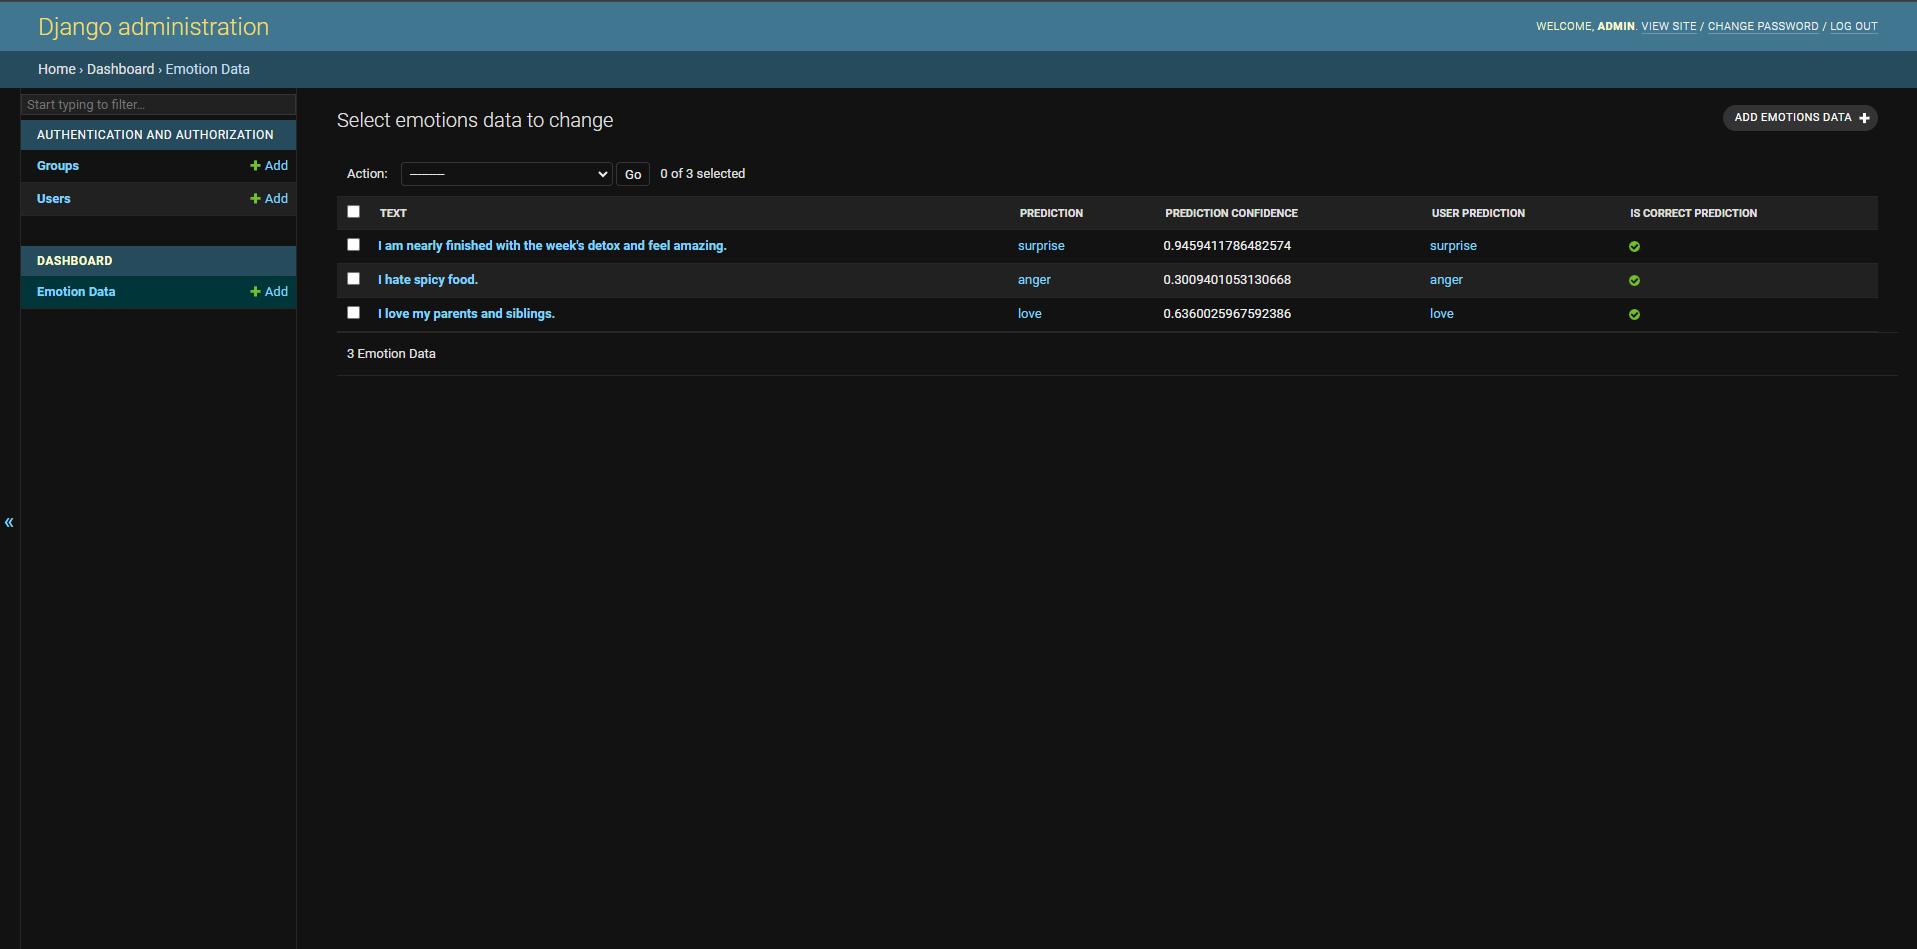 Django administration
WELCOME, ADMIN. VIEW SITE / CHANGE PASSWORD / LOG OUT
Home › Dashboard › Emotion Data
Start typing to filter...
AUTHENTICATION AND AUTHORIZATION
Groups + Add
Users + Add
DASHBOARD
Emotion Data + Add
«
Select emotions data to change
ADD EMOTIONS DATA +
Action: --------- Go 0 of 3 selected
TEXT PREDICTION PREDICTION CONFIDENCE USER PREDICTION IS CORRECT PREDICTION
I am nearly finished with the week's detox and feel amazing. surprise 0.9459411786482574 surprise
I hate spicy food. anger 0.3009401053130668 anger
I love my parents and siblings. love 0.6360025967592386 love
3 Emotion Data